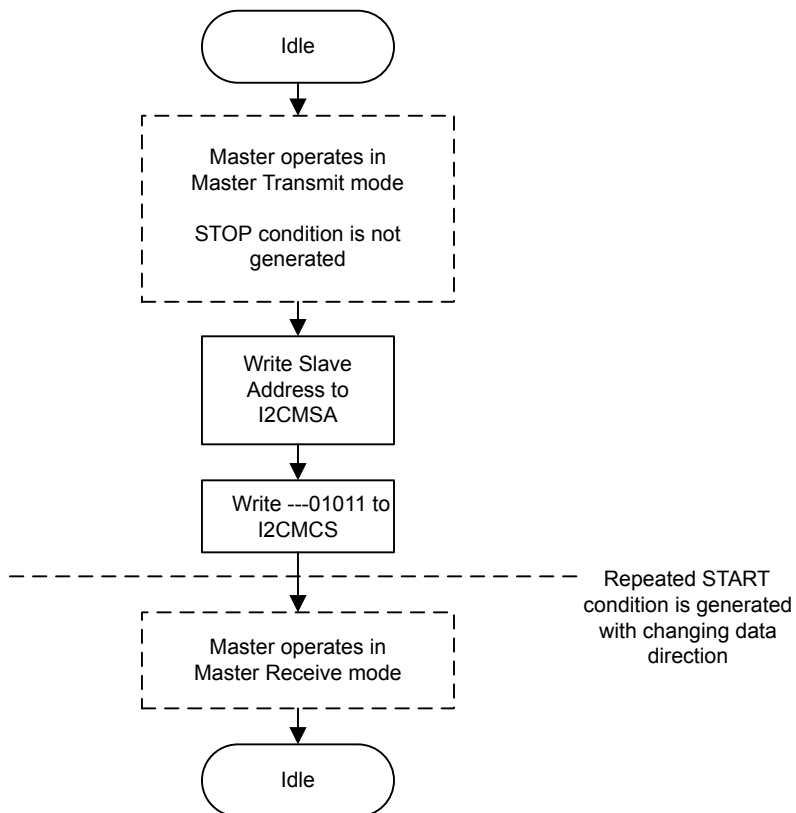 Idle
Master operates in
Master Transmit mode
STOP condition is not
generated
Write Slave
Address to
I2CMSA
Write ---01011 to
I2CMCS
Repeated START
condition is generated
with changing data
direction
Master operates in
Master Receive mode
Idle